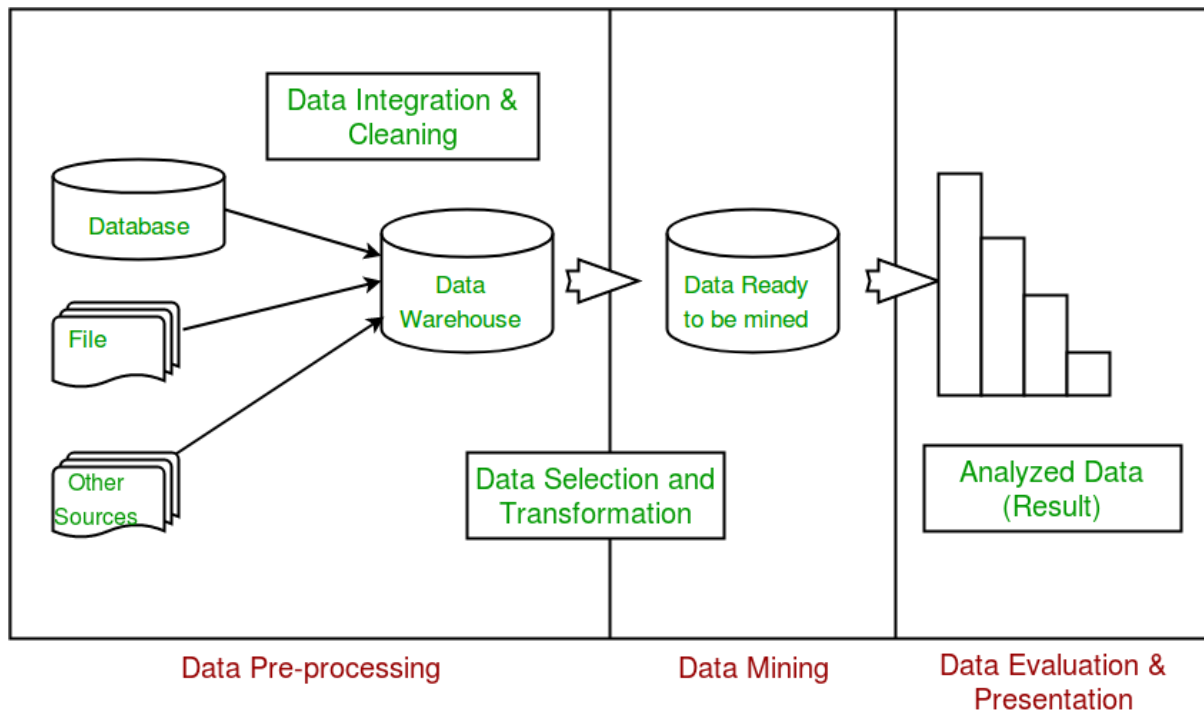 Data Integration &
Cleaning
Database
File
Other
Sources
Data
Warehouse
Data Ready
to be mined
Data Selection and
Transformation
Analyzed Data
(Result)
Data Pre-processing
Data Mining
Data Evaluation &
Presentation